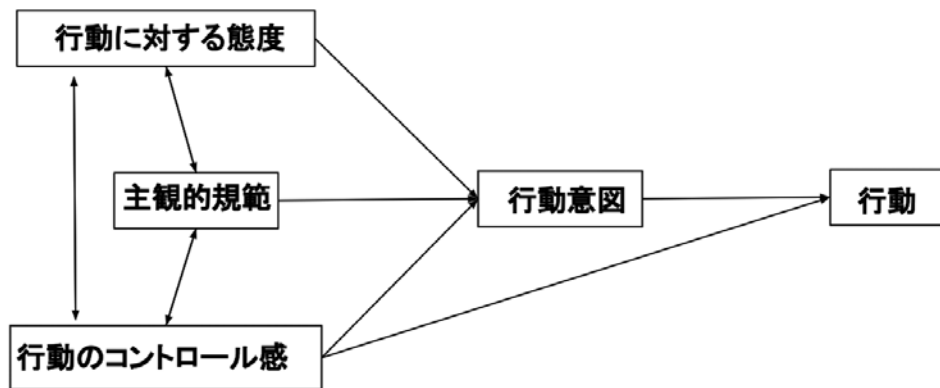 行動に対する態度
主観的規範
行動意図
行動
行動のコントロール感